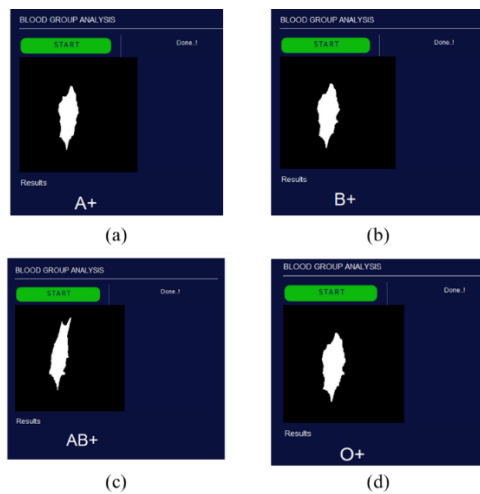 BLOOD GROUP ANALYSIS
START
Done..!
Results
A+
(a)
BLOOD GROUP ANALYSIS
START
Done..!
Results
B+
(b)
BLOOD GROUP ANALYSIS
START
Done..!
Results
AB+
(c)
BLOOD GROUP ANALYSIS
START
Done..!
Results
O+
(d)